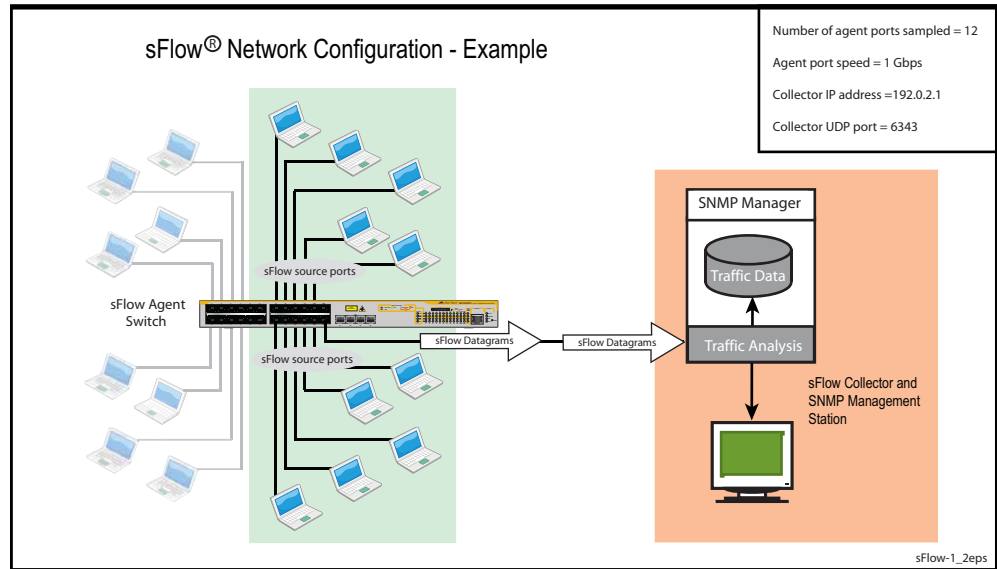 sFlow® Network Configuration - Example
Number of agent ports sampled = 12
Agent port speed = 1 Gbps
Collector IP address =192.0.2.1
Collector UDP port = 6343
SNMP Manager
Traffic Data
sFlow source ports
sFlow Agent
Switch
sFlow Datagrams
sFlow Datagrams
Traffic Analysis
sFlow source ports
sFlow Collector and
SNMP Management
Station
sFlow-1_2eps